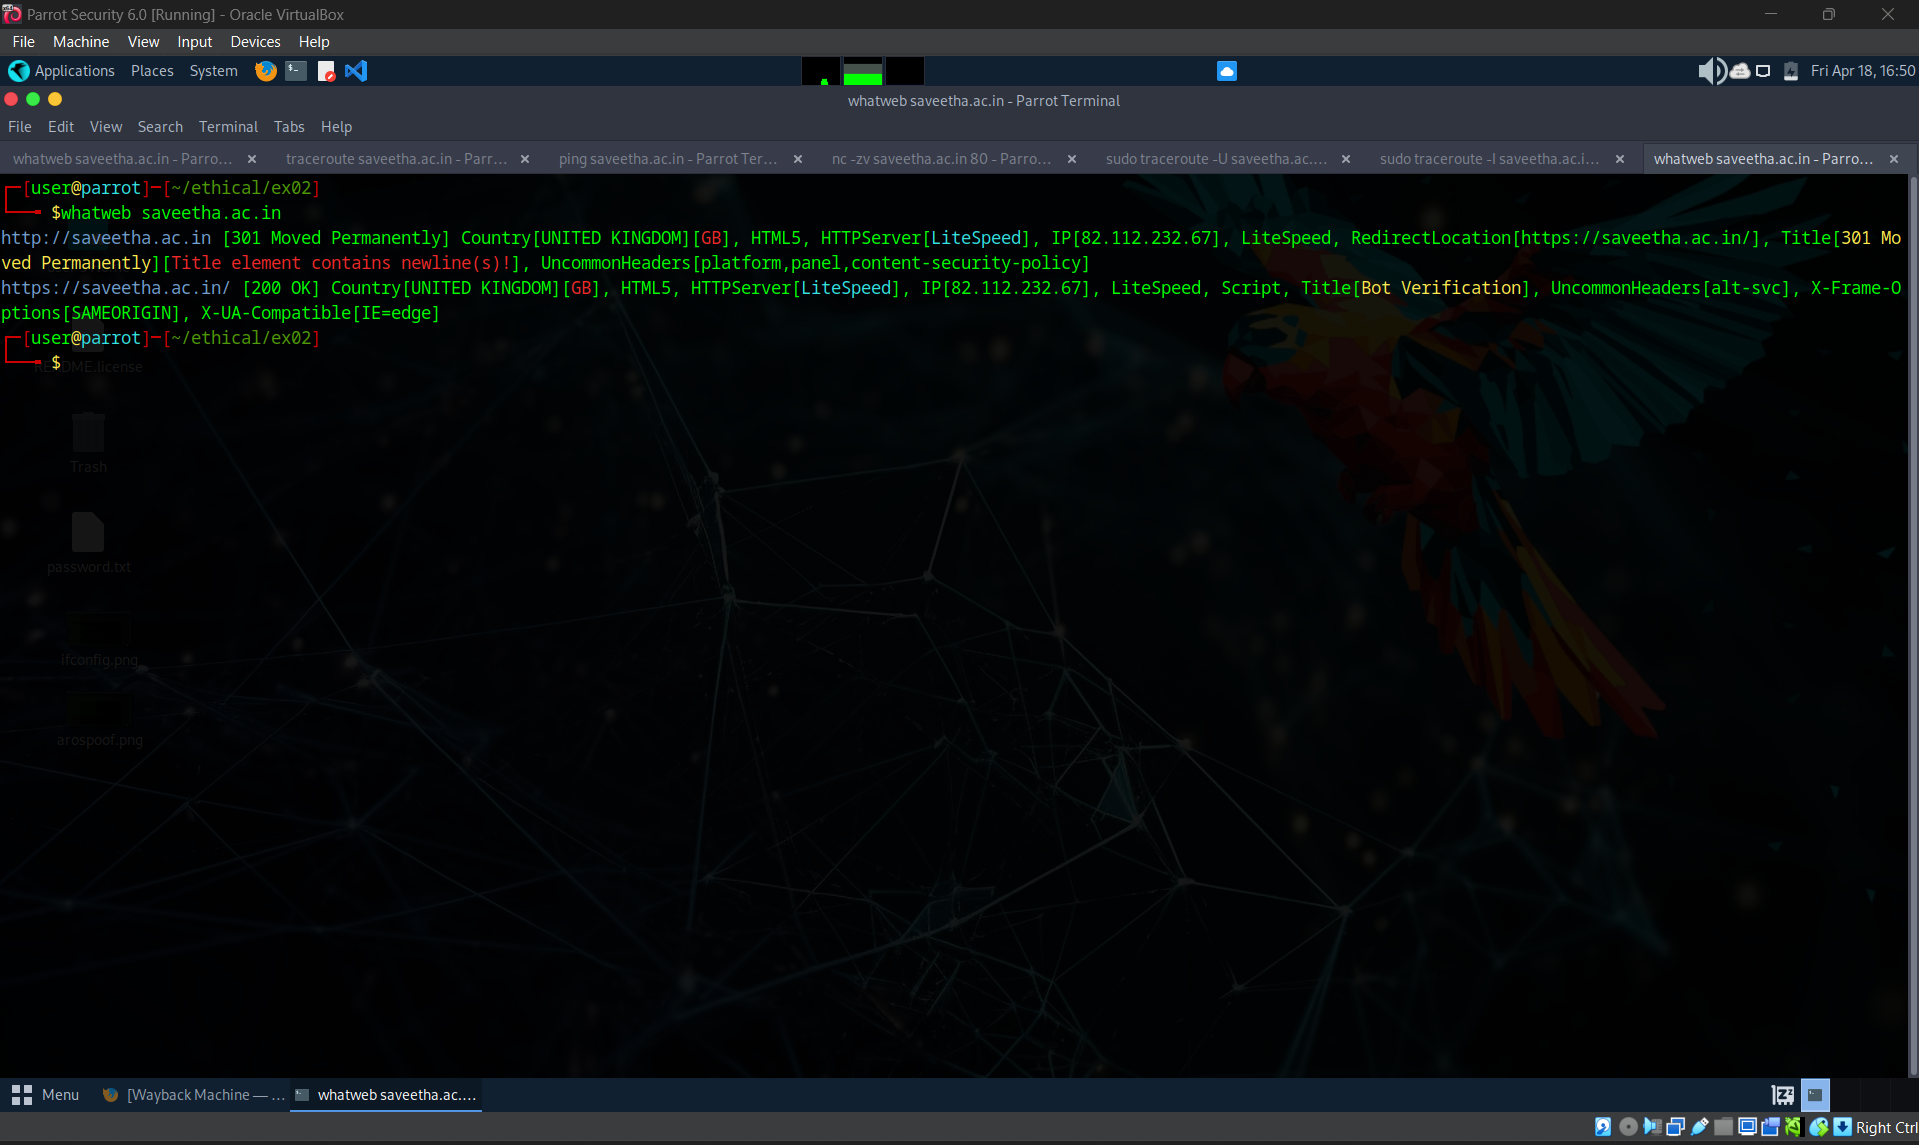 Parrot Security 6.0 [Running] - Oracle VirtualBox
File Machine View Input Devices Help
Applications Places System
Fri Apr 18, 16:50
whatweb saveetha.ac.in - Parrot Terminal
File Edit View Search Terminal Tabs Help
whatweb saveetha.ac.in - Parro... × traceroute saveetha.ac.in - Parr... × ping saveetha.ac.in - Parrot Ter... × nc -zv saveetha.ac.in 80 - Parro... × sudo traceroute -U saveetha.ac.... × sudo traceroute -I saveetha.ac.i... × whatweb saveetha.ac.in - Parro... ×
┌─[user@parrot]─[~/ethical/ex02]
└──╼ $whatweb saveetha.ac.in
http://saveetha.ac.in [301 Moved Permanently] Country[UNITED KINGDOM][GB], HTML5, HTTPServer[LiteSpeed], IP[82.112.232.67], LiteSpeed, RedirectLocation[https://saveetha.ac.in/], Title[301 Mo
ved Permanently][Title element contains newline(s)!], UncommonHeaders[platform,panel,content-security-policy]
https://saveetha.ac.in/ [200 OK] Country[UNITED KINGDOM][GB], HTML5, HTTPServer[LiteSpeed], IP[82.112.232.67], LiteSpeed, Script, Title[Bot Verification], UncommonHeaders[alt-svc], X-Frame-O
ptions[SAMEORIGIN], X-UA-Compatible[IE=edge]
┌─[user@parrot]─[~/ethical/ex02]
└──╼ $
README.license
Trash
password.txt
ifconfig.png
arospoof.png
Menu [Wayback Machine — ... whatweb saveetha.ac....
Right Ctrl